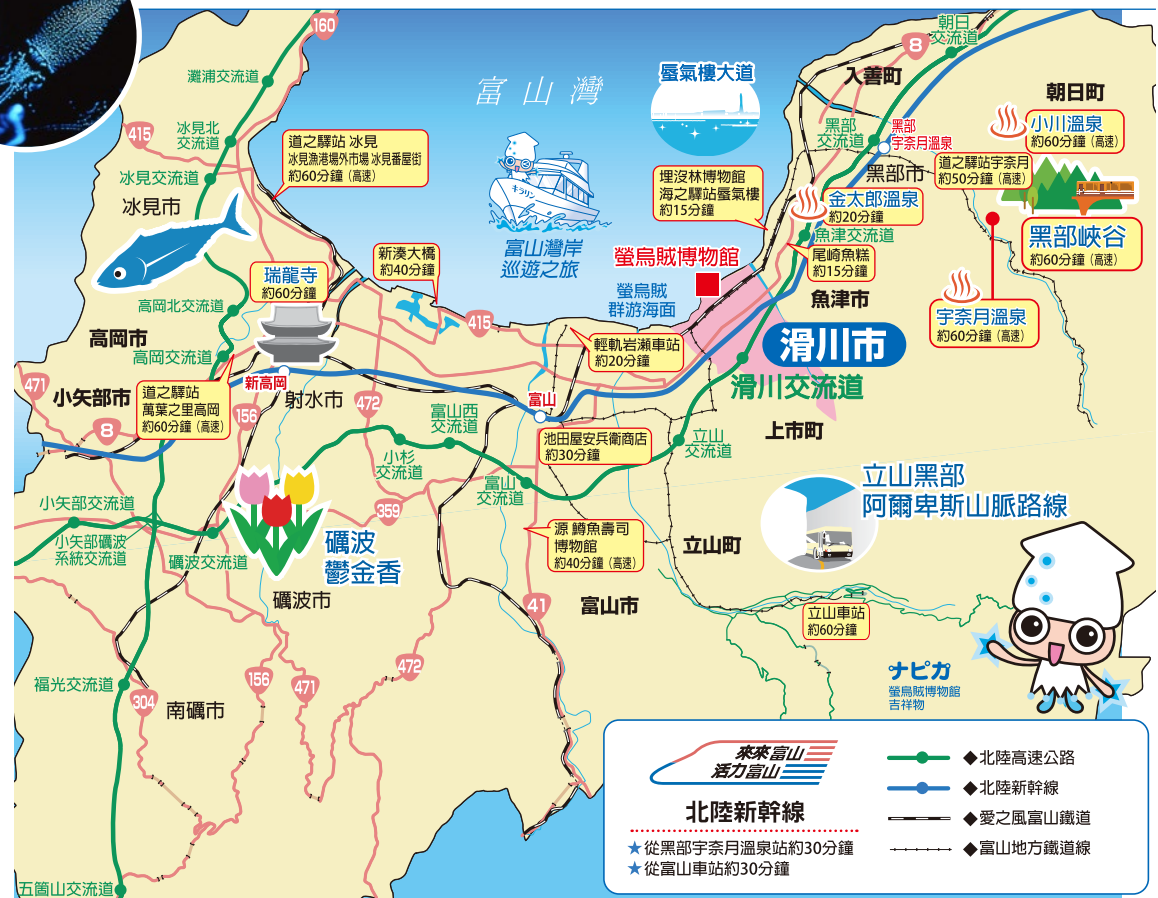 160
朝日
交流道
8
灘浦交流道
富山灣
蜃氣樓大道
入善町
朝日町
415
冰見北
交流道
道之驛站 冰見
冰見漁港場外市場 冰見番屋街
約60分鐘(高速)
黑部
交流道
黑部
宇奈月溫泉
小川溫泉
約60分鐘(高速)
冰見交流道
冰見市
キラリン
埋沒林博物館
海之驛站蜃氣樓
約15分鐘
黑部市
道之驛站宇奈月
約50分鐘(高速)
金太郎溫泉
約20分鐘
魚津交流道
黑部峽谷
約60分鐘(高速)
富山灣岸
巡遊之旅
新湊大橋
約40分鐘
螢烏賊博物館
尾崎魚糕
約15分鐘
瑞龍寺
約60分鐘
螢烏賊
群游海面
魚津市
高岡北交流道
宇奈月溫泉
約60分鐘(高速)
高岡市
415
輕軌岩瀨車站
約20分鐘
滑川市
高岡交流道
滑川交流道
471
小矢部市
道之驛站
萬葉之里高岡
約60分鐘(高速)
新高岡
射水市
156
472
富山
8
富山西
交流道
池田屋安兵衛商店
約30分鐘
立山
交流道
上市町
小杉
交流道
富山
交流道
立山黑部
阿爾卑斯山脈路線
小矢部交流道
359
小矢部礪波
系統交流道
礪波交流道
礪波
鬱金香
源 鱒魚壽司
博物館
約40分鐘(高速)
立山町
礪波市
41
富山市
立山車站
約60分鐘
472
福光交流道
156
471
304
南礪市
ナピカ
螢烏賊博物館
吉祥物
來來富山
活力富山
北陸新幹線
★從黑部宇奈月溫泉站約30分鐘
★從富山車站約30分鐘
◆北陸高速公路
◆北陸新幹線
◆愛之風富山鐵道
◆富山地方鐵道線
五箇山交流道